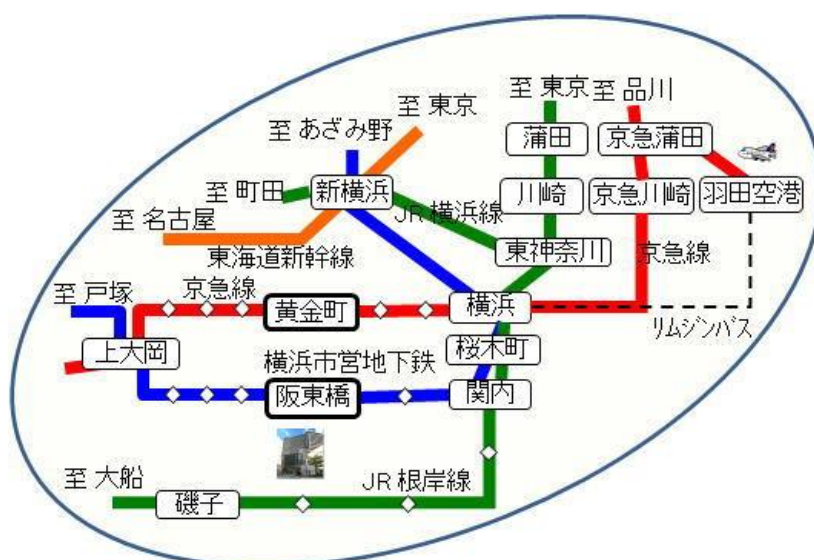 至 東京
至 品川
至 東京
至 あざみ野
蒲田
京急蒲田
至 町田
新横浜
川崎
京急川崎
羽田空港
至 名古屋
JR 横浜線
東海道新幹線
東神奈川
京急線
至 戸塚
京急線
黄金町
横浜
リムジンバス
上大岡
横浜市営地下鉄
桜木町
阪東橋
関内
至 大船
磯子
JR 根岸線